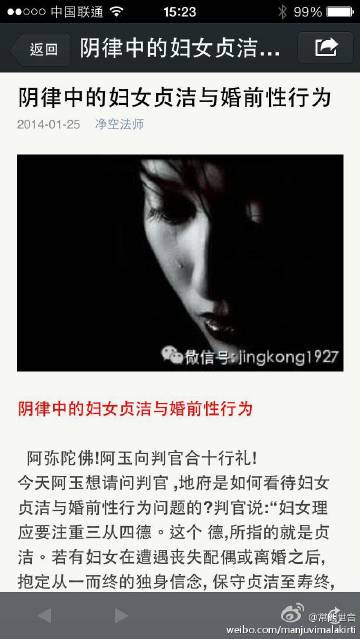 中国联通 15:23 99%
返回 阴律中的妇女贞洁...
阴律中的妇女贞洁与婚前性行为
2014-01-25 净空法师
微信号:jingkong1927
阴律中的妇女贞洁与婚前性行为
阿弥陀佛!阿玉向判官合十行礼!
今天阿玉想请问判官,地府是如何看待妇女
贞洁与婚前性行为问题的?判官说:“妇女理
应要注重三从四德。这个 德,所指的就是贞
洁。若有妇女在遭遇丧失配偶或离婚之后,
抱定从一而终的独身信念, 保守贞洁至寿终,
weibo.com/manjuvimalakirti